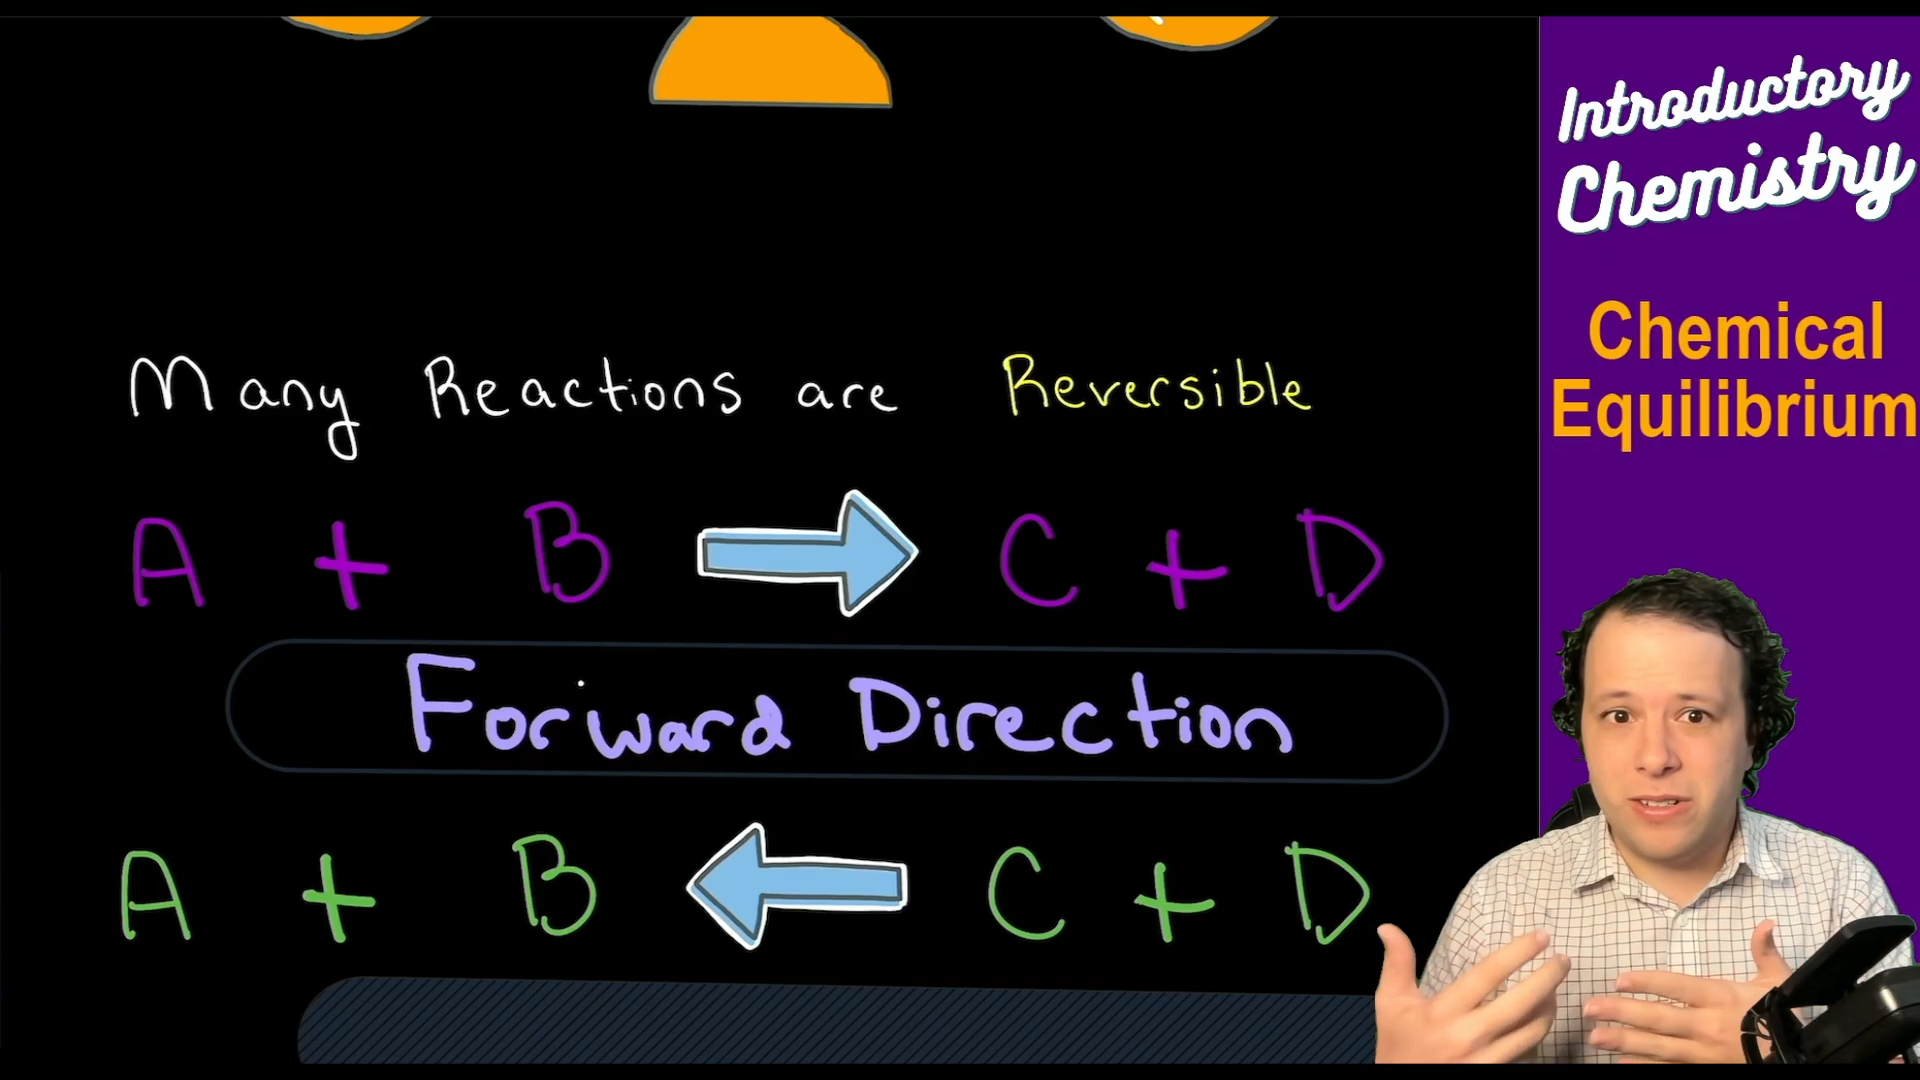 Introductory
Chemistry
Chemical
Equilibrium
Many Reactions are Reversible
A + B → C + D
Forward Direction
A + B ← C + D